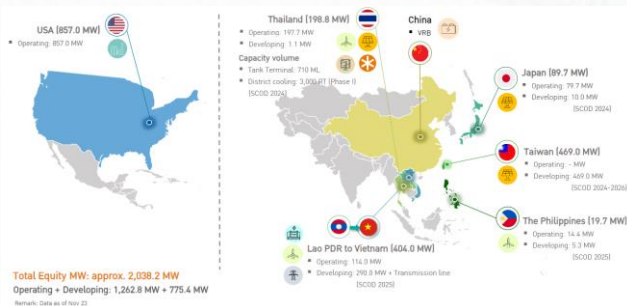 USA (857.0 MW)
• Operating: 857.0 MW
Total Equity MW: approx. 2,038.2 MW
Operating + Developing: 1,262.8 MW + 775.4 MW
Remark: Data as of Nov 23
Thailand (198.8 MW)
• Operating: 197.7 MW
• Developing: 1.1 MW
Capacity volume
• Tank Terminal: 710 ML
• District cooling: 3,000 RT (Phase I)
(SCOD 2024)
China
• VRB
Japan (89.7 MW)
• Operating: 79.7 MW
• Developing: 10.0 MW
(SCOD 2024)
Taiwan (469.0 MW)
• Operating: - MW
• Developing: 469.0 MW
(SCOD 2024-2026)
The Philippines (19.7 MW)
• Operating: 14.4 MW
• Developing: 5.3 MW
(SCOD 2025)
Lao PDR to Vietnam (404.0 MW)
• Operating: 114.0 MW
• Developing: 290.0 MW + Transmission line
(SCOD 2025)